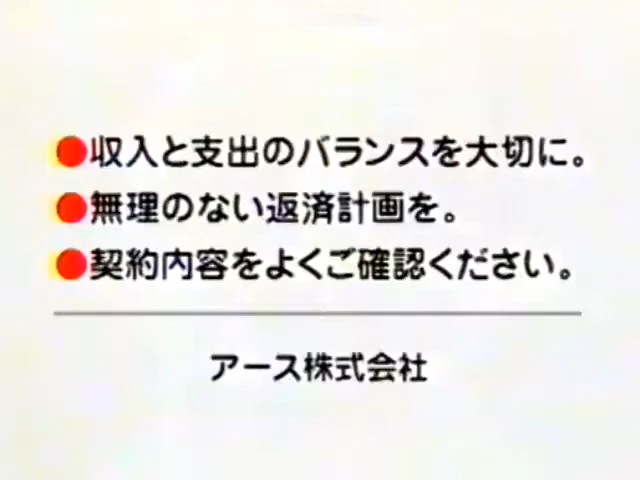 ●収入と支出のバランスを大切に。
●無理のない返済計画を。
●契約内容をよくご確認ください。
アース株式会社